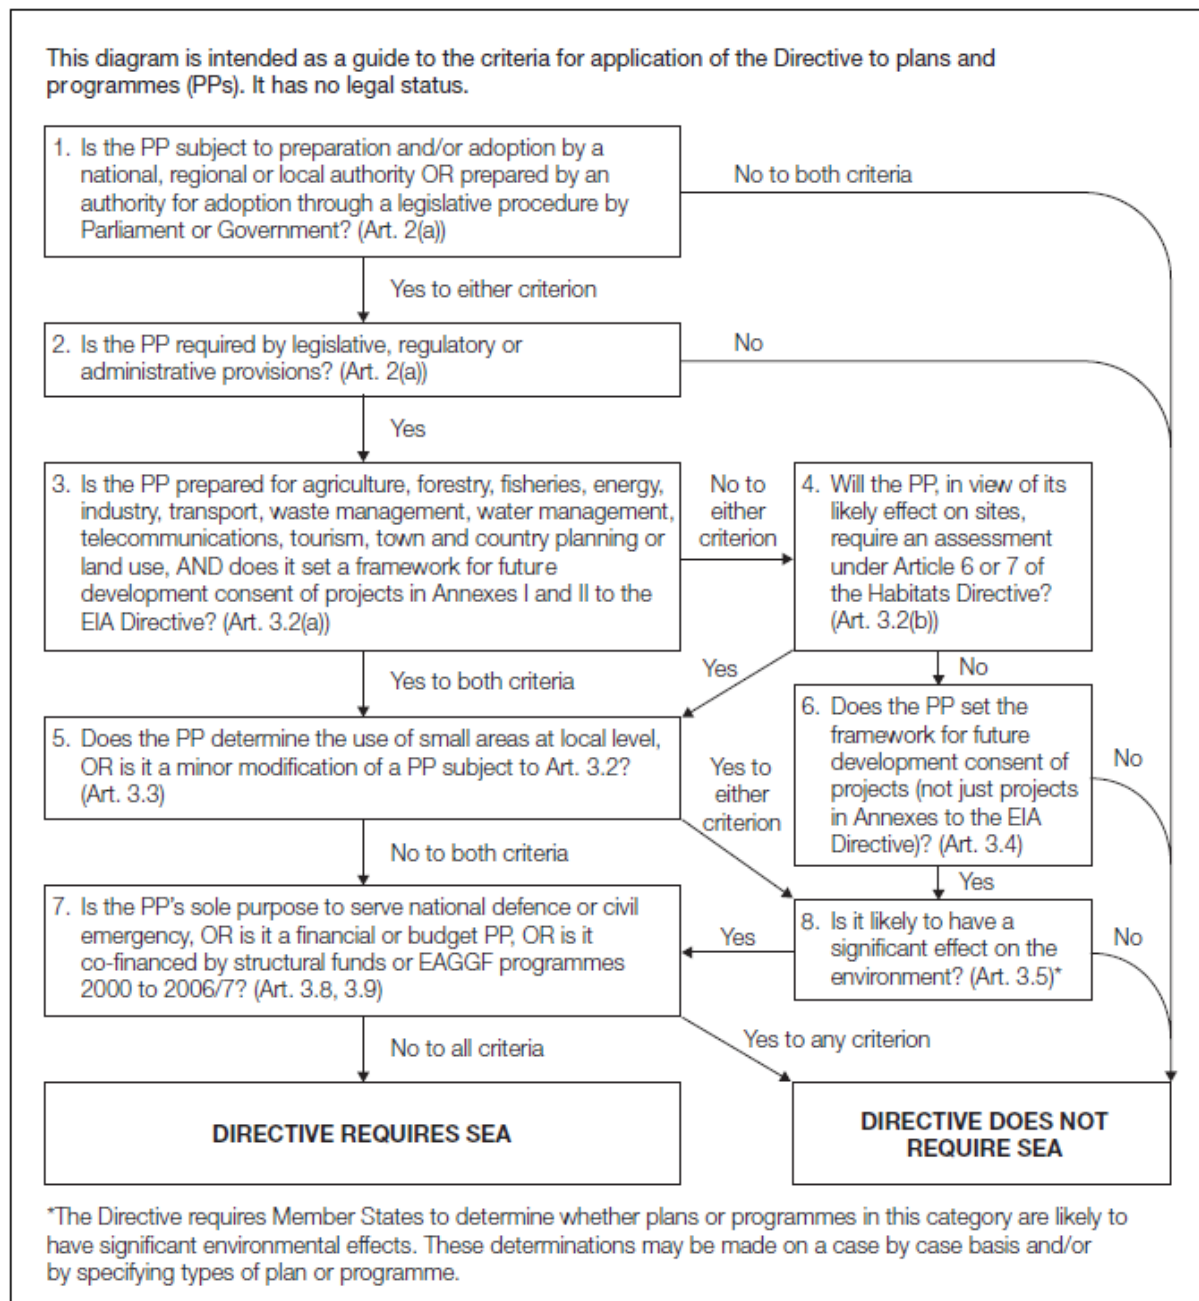 This diagram is intended as a guide to the criteria for application of the Directive to plans and
programmes (PPs). It has no legal status.
1. Is the PP subject to preparation and/or adoption by a
national, regional or local authority OR prepared by an
authority for adoption through a legislative procedure by
Parliament or Government? (Art. 2(a))
No to both criteria
Yes to either criterion
2. Is the PP required by legislative, regulatory or
administrative provisions? (Art. 2(a))
No
Yes
3. Is the PP prepared for agriculture, forestry, fisheries, energy,
industry, transport, waste management, water management,
telecommunications, tourism, town and country planning or
land use, AND does it set a framework for future
development consent of projects in Annexes I and II to the
EIA Directive? (Art. 3.2(a))
No to
either
criterion
4. Will the PP, in view of its
likely effect on sites,
require an assessment
under Article 6 or 7 of
the Habitats Directive?
(Art. 3.2(b))
Yes to both criteria
Yes
No
5. Does the PP determine the use of small areas at local level,
OR is it a minor modification of a PP subject to Art. 3.2?
(Art. 3.3)
Yes to
either
criterion
6. Does the PP set the
framework for future
development consent of
projects (not just projects
in Annexes to the EIA
Directive)? (Art. 3.4)
No
No to both criteria
Yes
7. Is the PP's sole purpose to serve national defence or civil
emergency, OR is it a financial or budget PP, OR is it
co-financed by structural funds or EAGGF programmes
2000 to 2006/7? (Art. 3.8, 3.9)
Yes
8. Is it likely to have a
significant effect on the
environment? (Art. 3.5)*
No
No to all criteria
Yes to any criterion
DIRECTIVE REQUIRES SEA
DIRECTIVE DOES NOT
REQUIRE SEA
*The Directive requires Member States to determine whether plans or programmes in this category are likely to
have significant environmental effects. These determinations may be made on a case by case basis and/or
by specifying types of plan or programme.